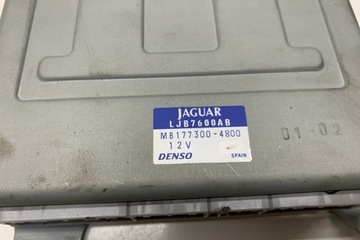 JAGUAR
LJB7600AB
MB177300-4800
12V
DENSO SPAIN
01-02